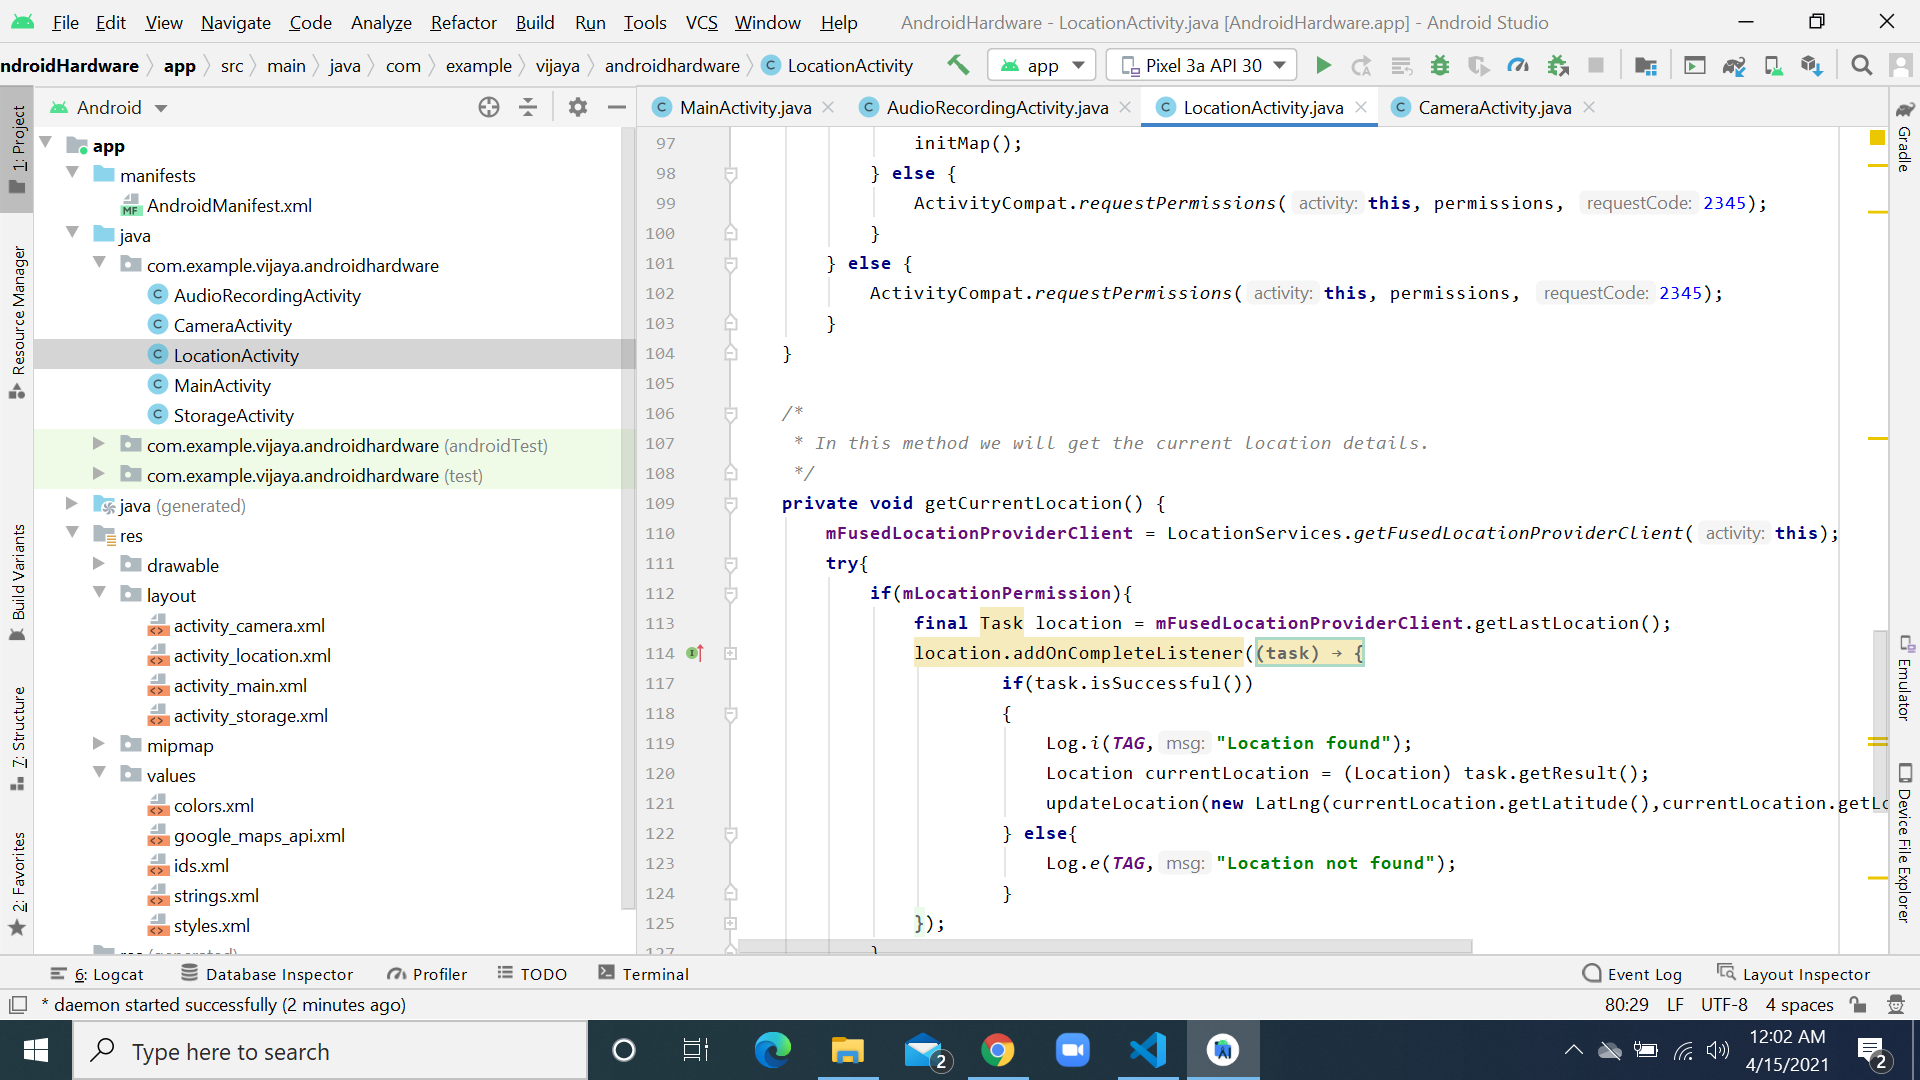 File Edit View Navigate Code Analyze Refactor Build Run Tools VCS Window Help AndroidHardware - LocationActivity.java [AndroidHardware.app] - Android Studio
ndroidHardware app src main java com example vijaya androidhardware LocationActivity app Pixel 3a API 30
Android
MainActivity.java AudioRecordingActivity.java LocationActivity.java CameraActivity.java
1: Project
Resource Manager
Build Variants
7: Structure
2: Favorites
app
manifests
AndroidManifest.xml
java
com.example.vijaya.androidhardware
AudioRecordingActivity
CameraActivity
LocationActivity
MainActivity
StorageActivity
com.example.vijaya.androidhardware (androidTest)
com.example.vijaya.androidhardware (test)
java (generated)
res
drawable
layout
activity_camera.xml
activity_location.xml
activity_main.xml
activity_storage.xml
mipmap
values
colors.xml
google_maps_api.xml
ids.xml
strings.xml
styles.xml
97 initMap();
98 } else {
99 ActivityCompat.requestPermissions( activity: this, permissions, requestCode: 2345);
100 }
101 } else {
102 ActivityCompat.requestPermissions( activity: this, permissions, requestCode: 2345);
103 }
104 }
105
106 /*
107 * In this method we will get the current location details.
108 */
109 private void getCurrentLocation() {
110 mFusedLocationProviderClient = LocationServices.getFusedLocationProviderClient( activity: this);
111 try{
112 if(mLocationPermission){
113 final Task location = mFusedLocationProviderClient.getLastLocation();
114 location.addOnCompleteListener((task) → {
117 if(task.isSuccessful())
118 {
119 Log.i(TAG, msg: "Location found");
120 Location currentLocation = (Location) task.getResult();
121 updateLocation(new LatLng(currentLocation.getLatitude(),currentLocation.getLo
122 } else{
123 Log.e(TAG, msg: "Location not found");
124 }
125 });
127 }
Gradle
Emulator
Device File Explorer
6: Logcat Database Inspector Profiler TODO Terminal Event Log Layout Inspector
* daemon started successfully (2 minutes ago) 80:29 LF UTF-8 4 spaces
Type here to search 2 12:02 AM
4/15/2021 2